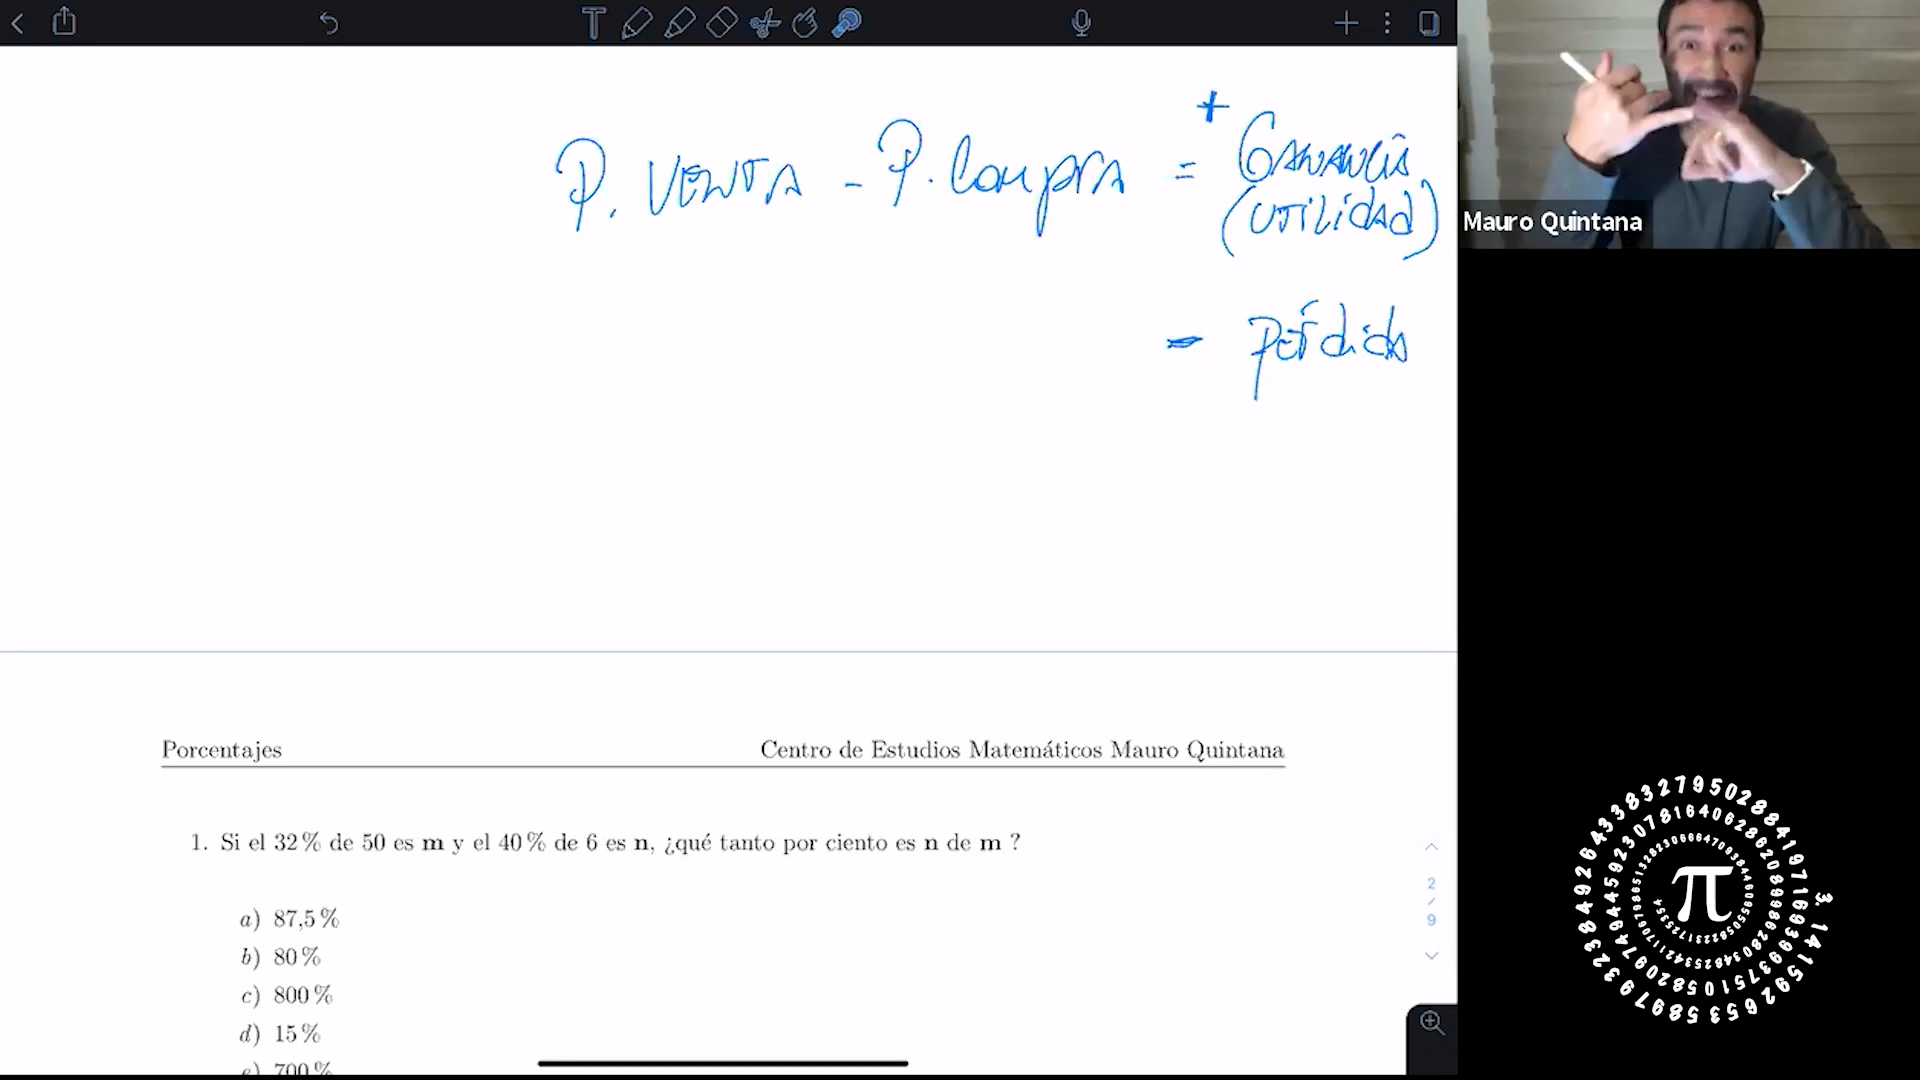 P. VENTA - P. Compra = + GANANCIA
(UTILIDAD)
- Pérdida
Mauro Quintana
Porcentajes Centro de Estudios Matemáticos Mauro Quintana
1. Si el 32 % de 50 es m y el 40 % de 6 es n, ¿qué tanto por ciento es n de m ?
a) 87,5 %
b) 80 %
c) 800 %
d) 15 %
e) 700 %
2
/
9
π